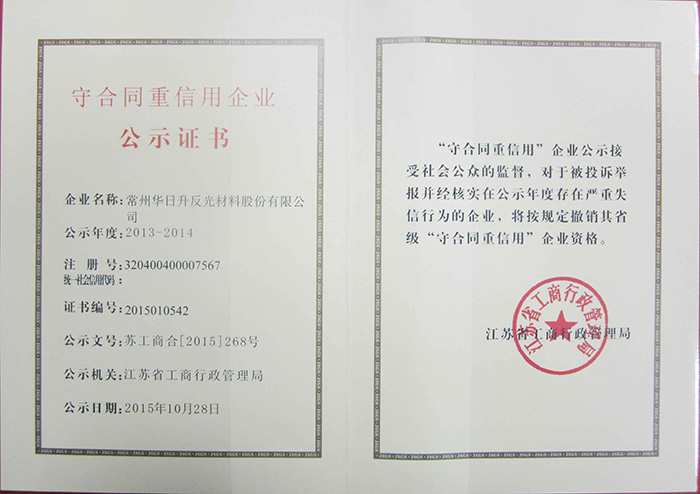 守合同重信用企业
公示证书
企业名称：常州华日升反光材料股份有限公
司
公示年度：2013-2014
注 册 号：320400400007567
统一社会信用代码：
证书编号：2015010542
公示文号：苏工商合[2015]268号
公示机关：江苏省工商行政管理局
公示日期：2015年10月28日
“守合同重信用”企业公示接
受社会公众的监督，对于被投诉举
报并经核实在公示年度存在严重失
信行为的企业，将按规定撤销其省
级“守合同重信用”企业资格。
江苏省工商行政管理局
江苏省工商行政管理局